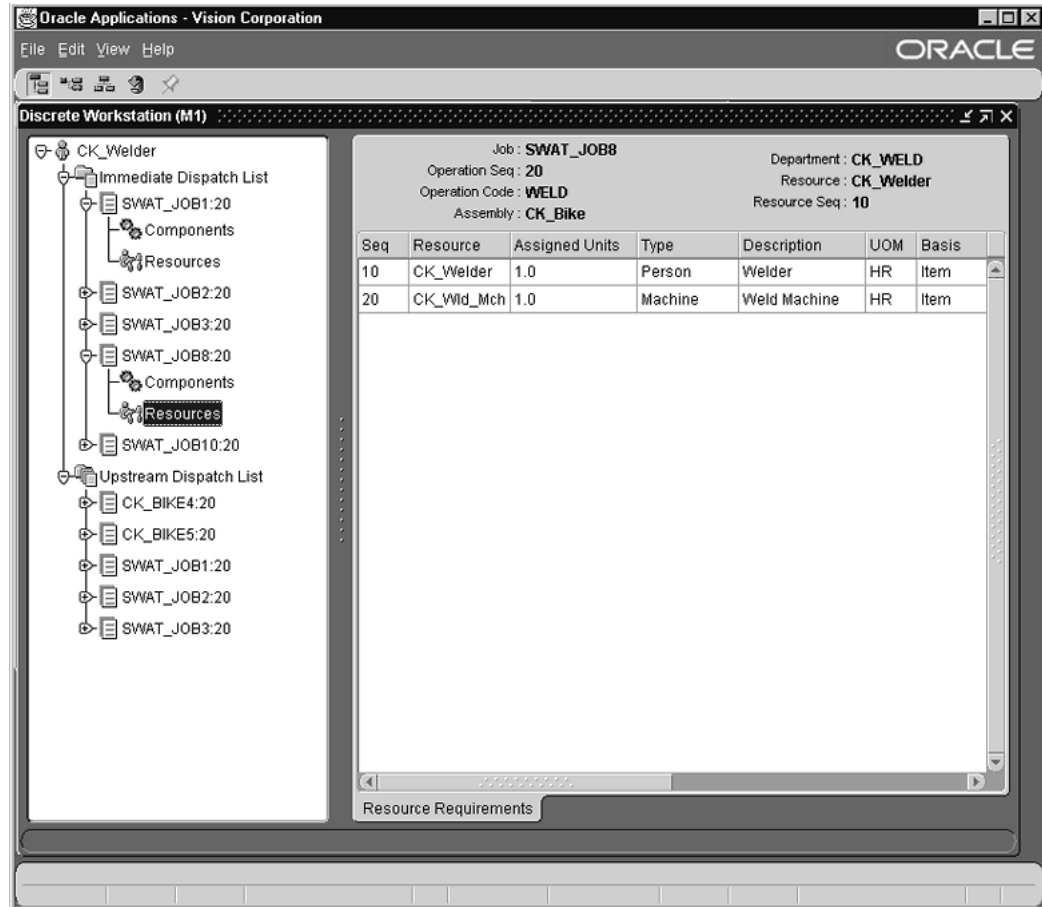 Oracle Applications - Vision Corporation
File Edit View Help
ORACLE
Discrete Workstation (M1)
CK_Welder
Immediate Dispatch List
SWAT_JOB1:20
Components
Resources
SWAT_JOB2:20
SWAT_JOB3:20
SWAT_JOB8:20
Components
Resources
SWAT_JOB10:20
Upstream Dispatch List
CK_BIKE4:20
CK_BIKE5:20
SWAT_JOB1:20
SWAT_JOB2:20
SWAT_JOB3:20
Job : SWAT_JOB8
Operation Seq : 20
Operation Code : WELD
Assembly : CK_Bike
Department : CK_WELD
Resource : CK_Welder
Resource Seq : 10
Seq Resource Assigned Units Type Description UOM Basis
10 CK_Welder 1.0 Person Welder HR Item
20 CK_Wld_Mch 1.0 Machine Weld Machine HR Item
Resource Requirements